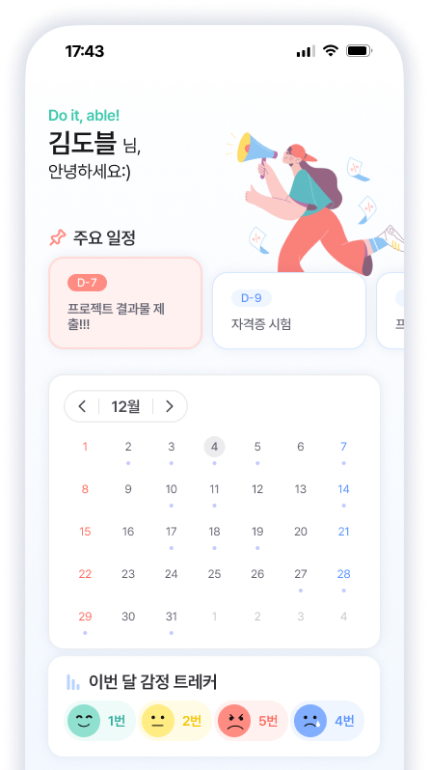 17:43
Do it, able!
김도블 님,
안녕하세요:)
주요 일정
D-7
프로젝트 결과물 제
출!!!
D-9
자격증 시험
12월
1 2 3 4 5 6 7
8 9 10 11 12 13 14
15 16 17 18 19 20 21
22 23 24 25 26 27 28
29 30 31 1 2 3 4
이번 달 감정 트레커
1번 2번 5번 4번